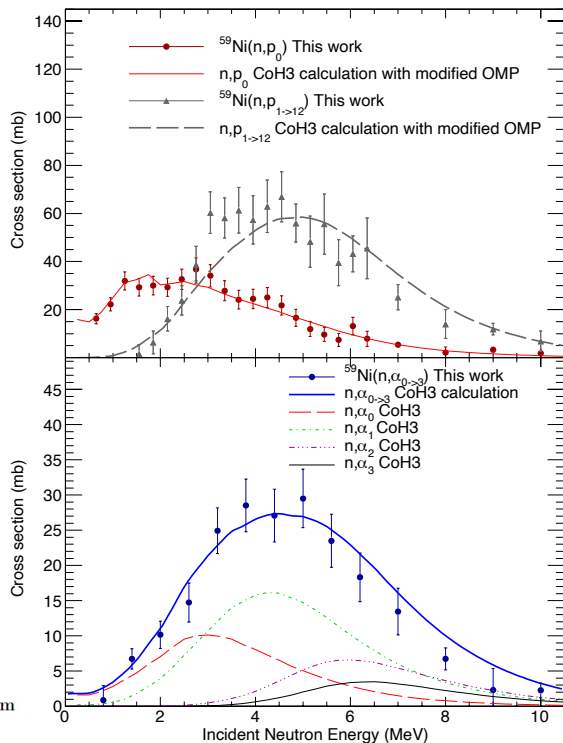 140
120
100
80
60
40
20
Cross section (mb)
⁵⁹Ni(n,p₀) This work
n,p₀ CoH3 calculation with modified OMP
⁵⁹Ni(n,p₁₋>₁₂) This work
n,p₁₋>₁₂ CoH3 calculation with modified OMP
45
40
35
30
25
20
15
10
5
0
Cross section (mb)
⁵⁹Ni(n,α₀₋>₃) This work
n,α₀₋>₃ CoH3 calculation
n,α₀ CoH3
n,α₁ CoH3
n,α₂ CoH3
n,α₃ CoH3
m
0 2 4 6 8 10
Incident Neutron Energy (MeV)